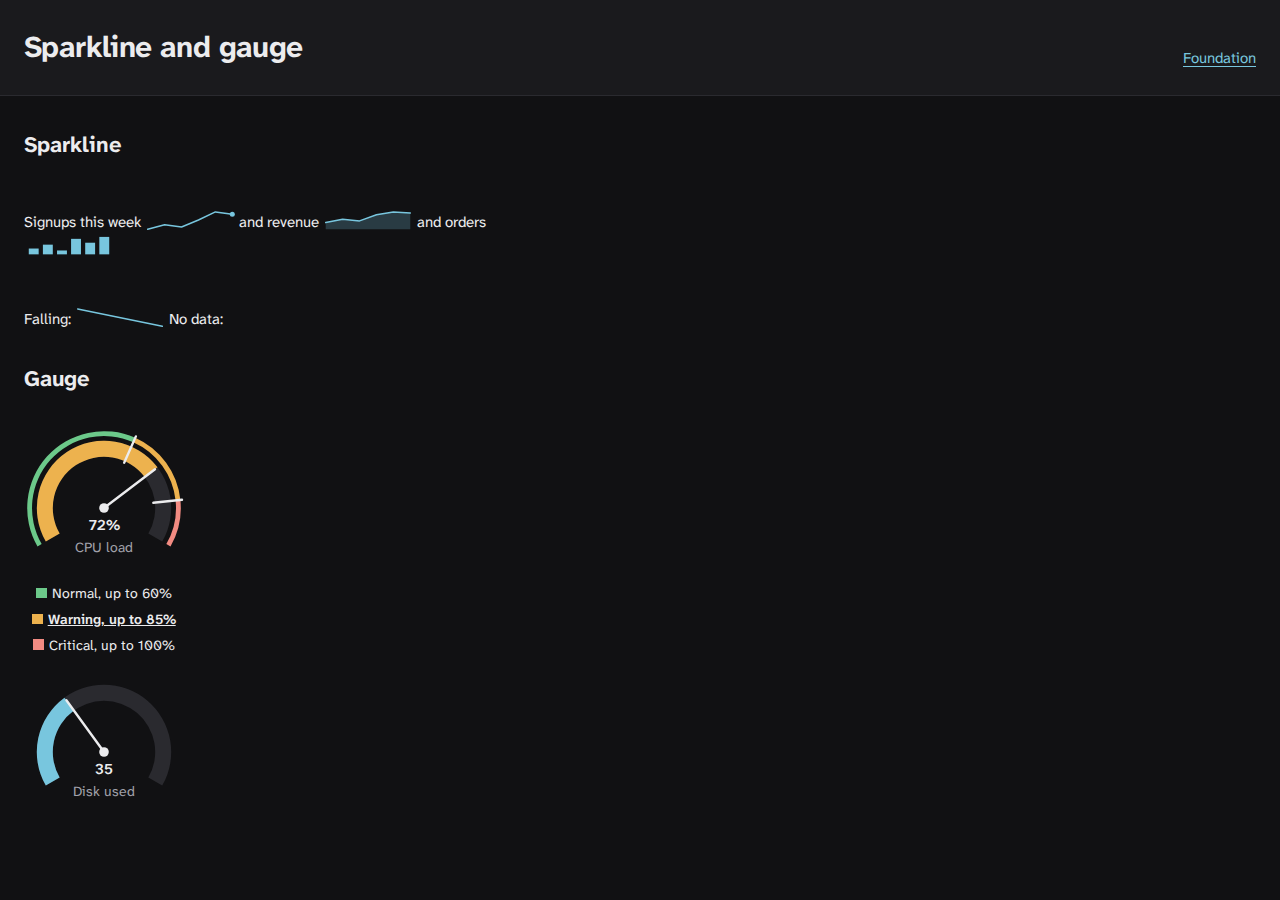 Sparkline and gauge
Foundation
Sparkline
Signups this week and revenue and orders
Falling: No data:
Gauge
72%
CPU load
Normal, up to 60%
Warning, up to 85%
Critical, up to 100%
35
Disk used